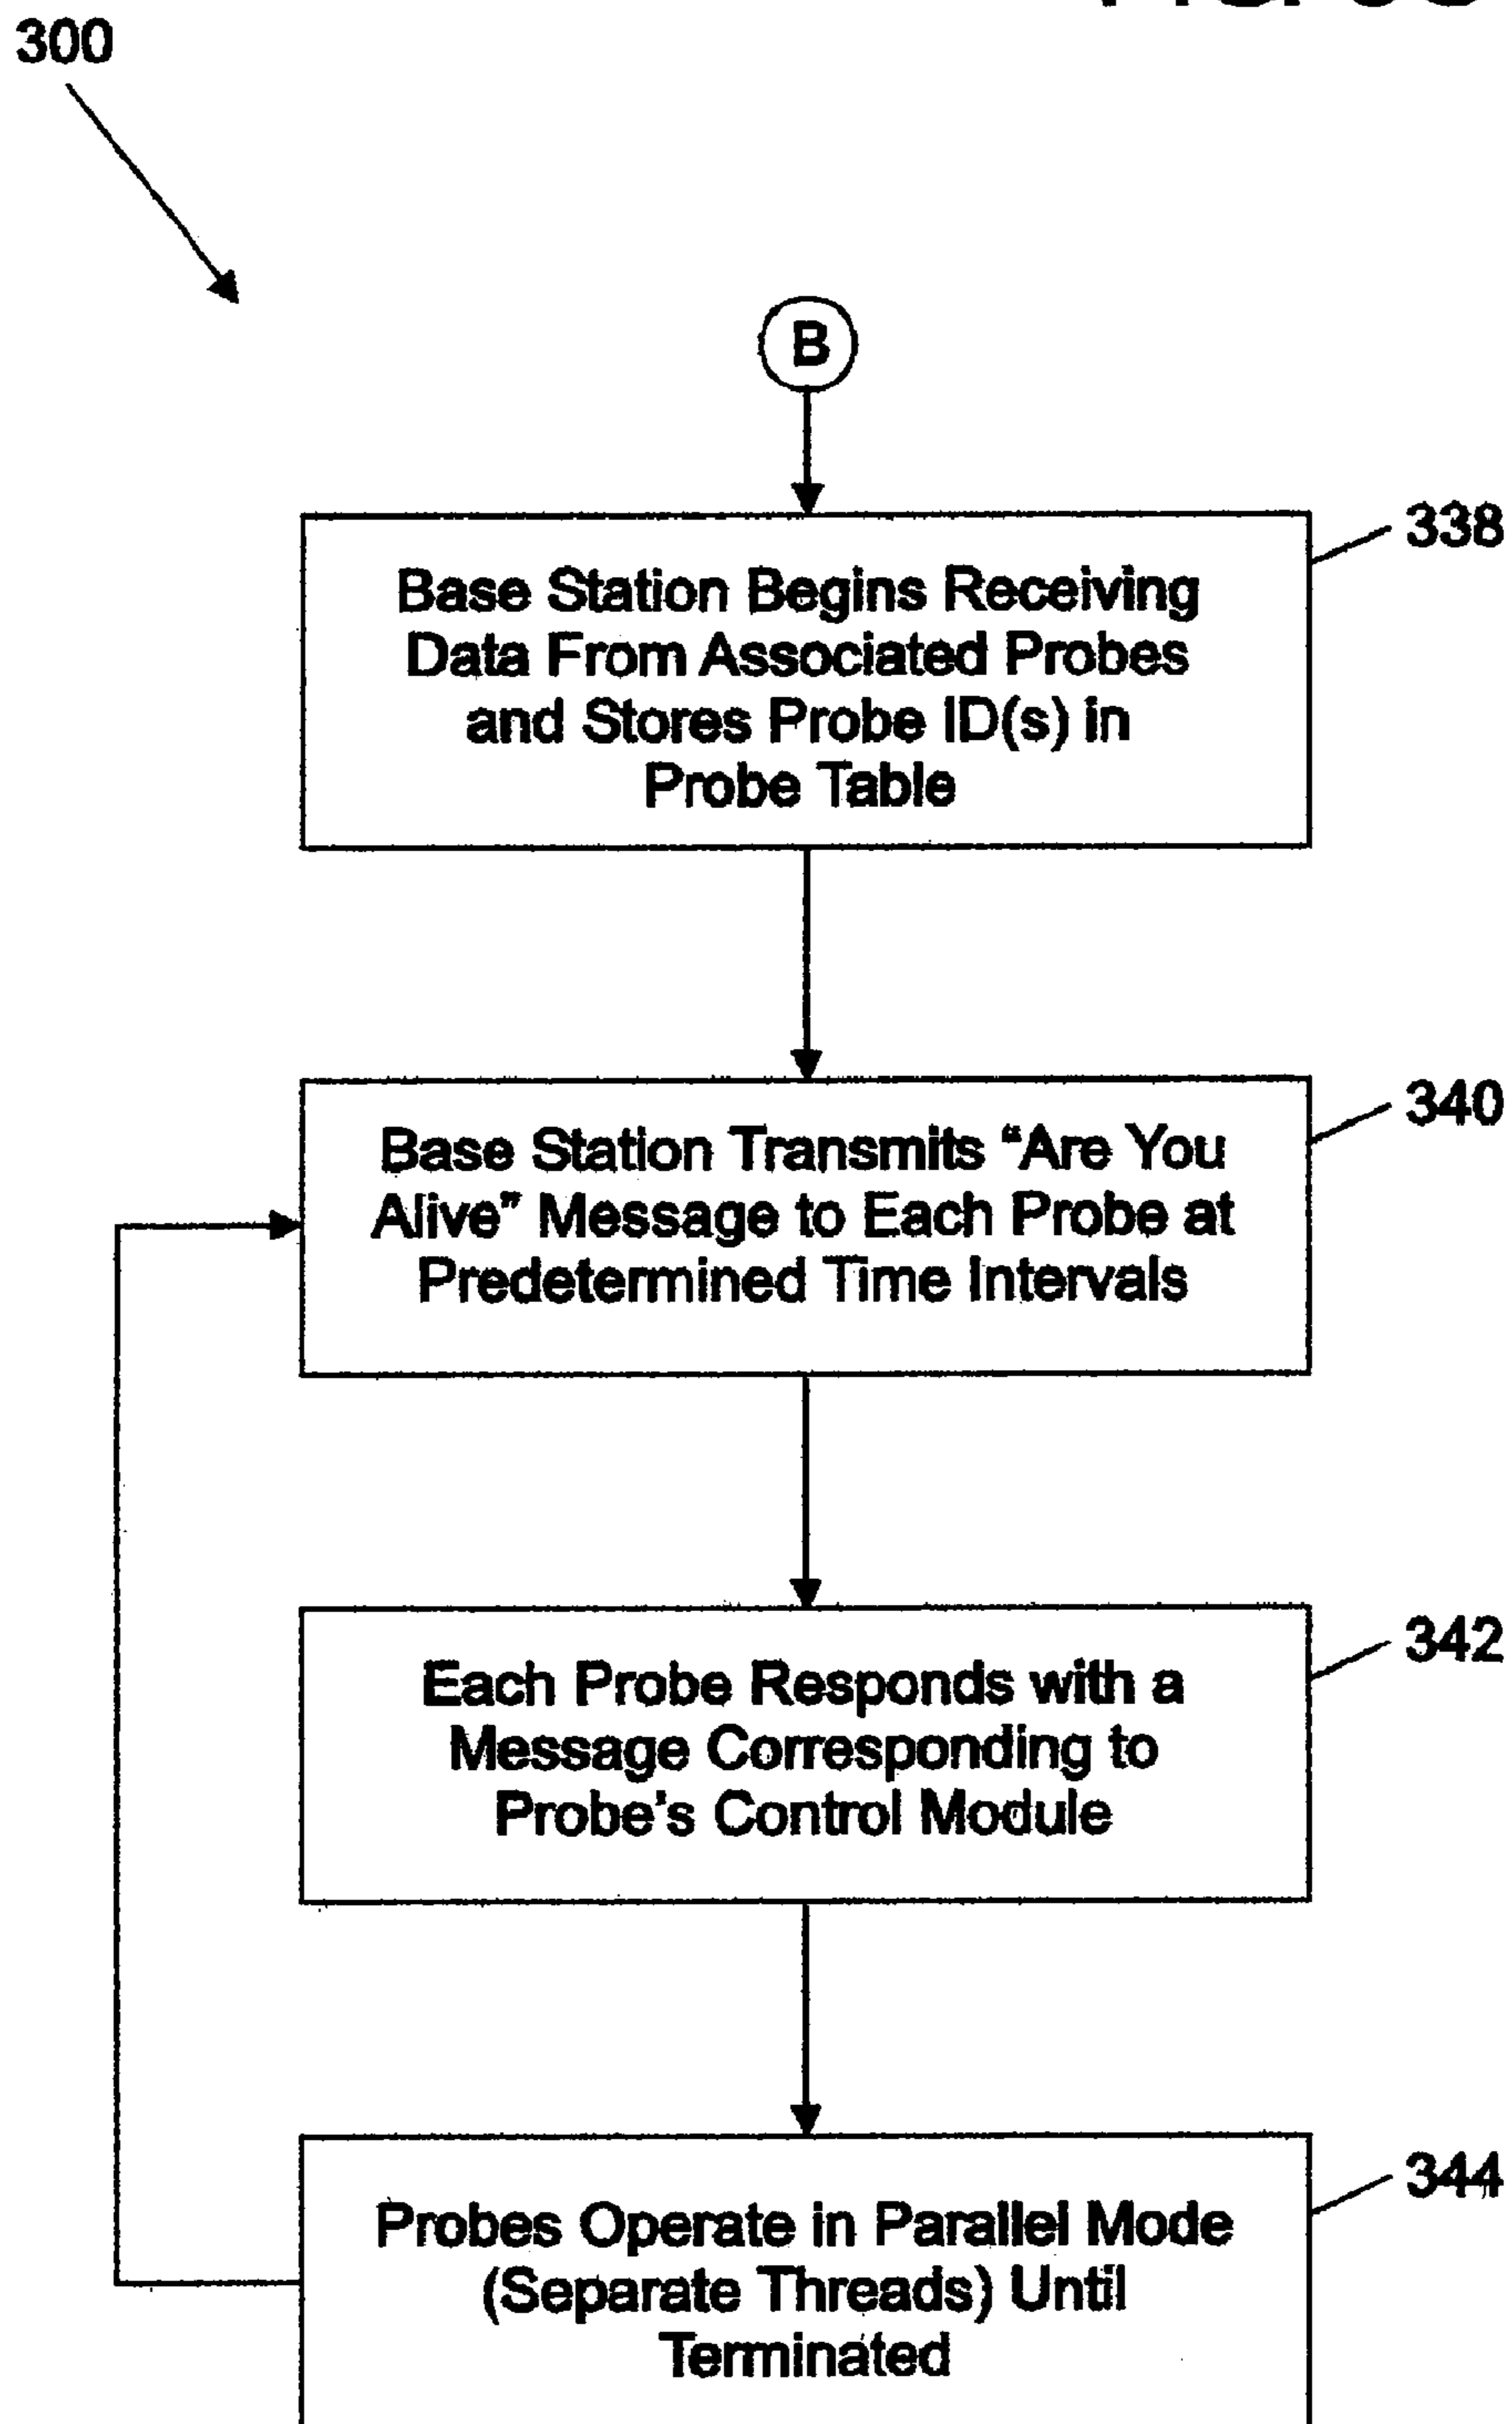 300
B
338
Base Station Begins Receiving
Data From Associated Probes
and Stores Probe ID(s) in
Probe Table
340
Base Station Transmits “Are You
Alive” Message to Each Probe at
Predetermined Time Intervals
342
Each Probe Responds with a
Message Corresponding to
Probe's Control Module
344
Probes Operate in Parallel Mode
(Separate Threads) Until
Terminated